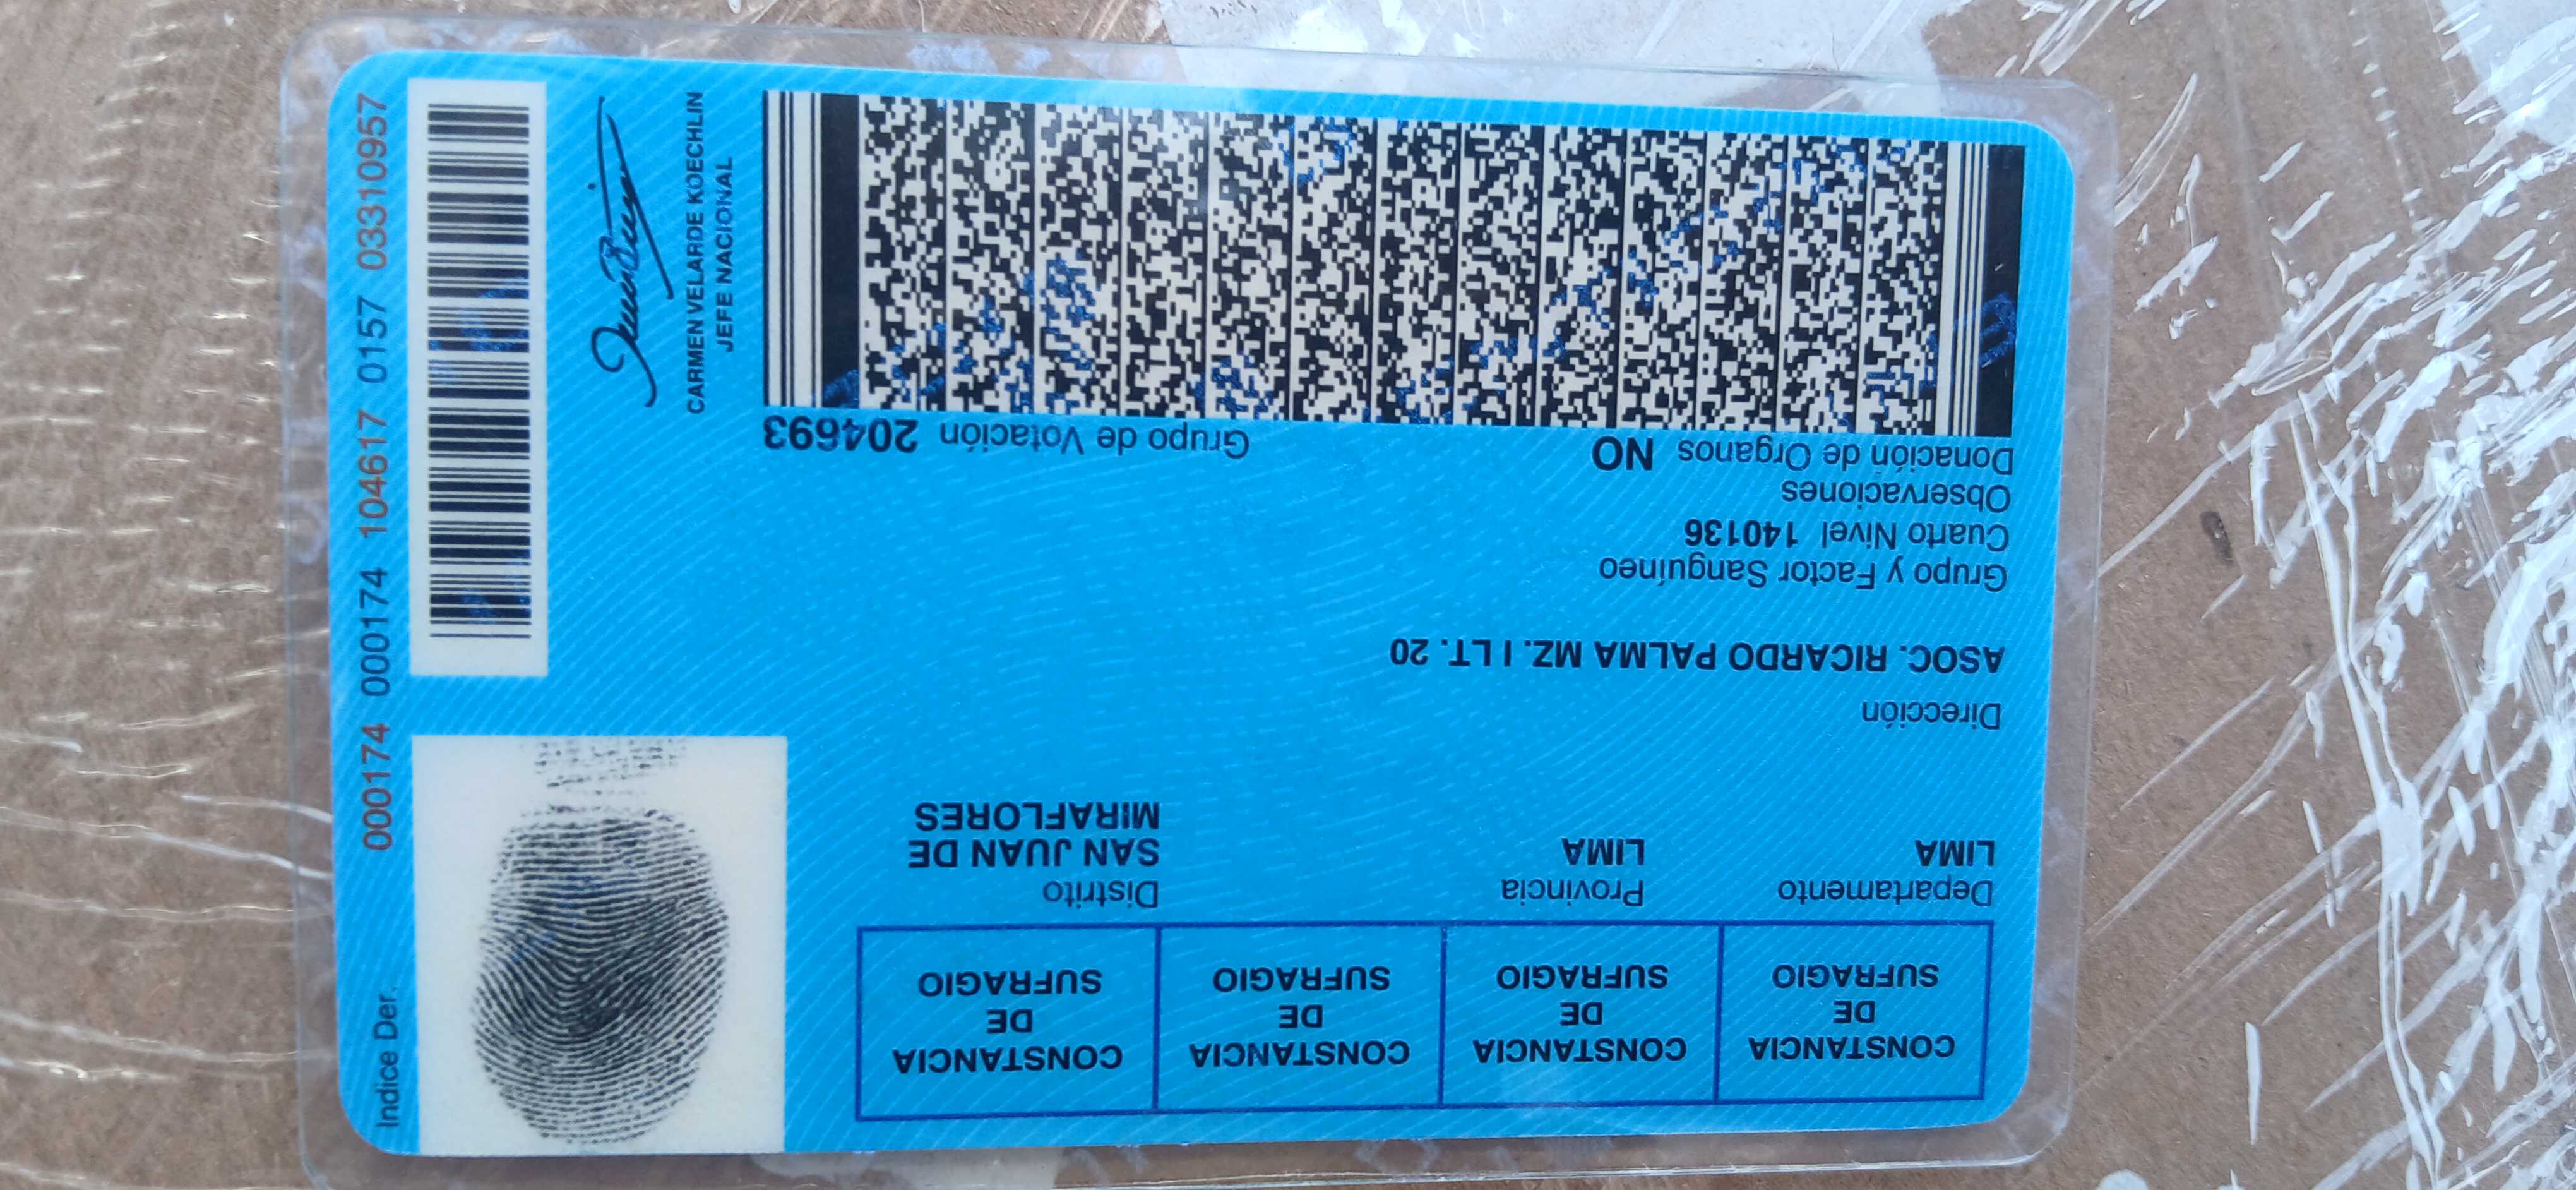 CONSTANCIA DE SUFRAGIO
CONSTANCIA DE SUFRAGIO
CONSTANCIA DE SUFRAGIO
CONSTANCIA DE SUFRAGIO
Departamento
LIMA
Provincia
LIMA
Distrito
SAN JUAN DE
MIRAFLORES
Dirección
ASOC. RICARDO PALMA MZ. I LT. 20
Grupo y Factor Sanguíneo
Cuarto Nivel 140136
Observaciones
Donación de Organos NO
Grupo de Votación 204693
CARMEN VELARDE KOECHLIN
JEFE NACIONAL
Indice Der.
000174 000174 104617 0157 03310957